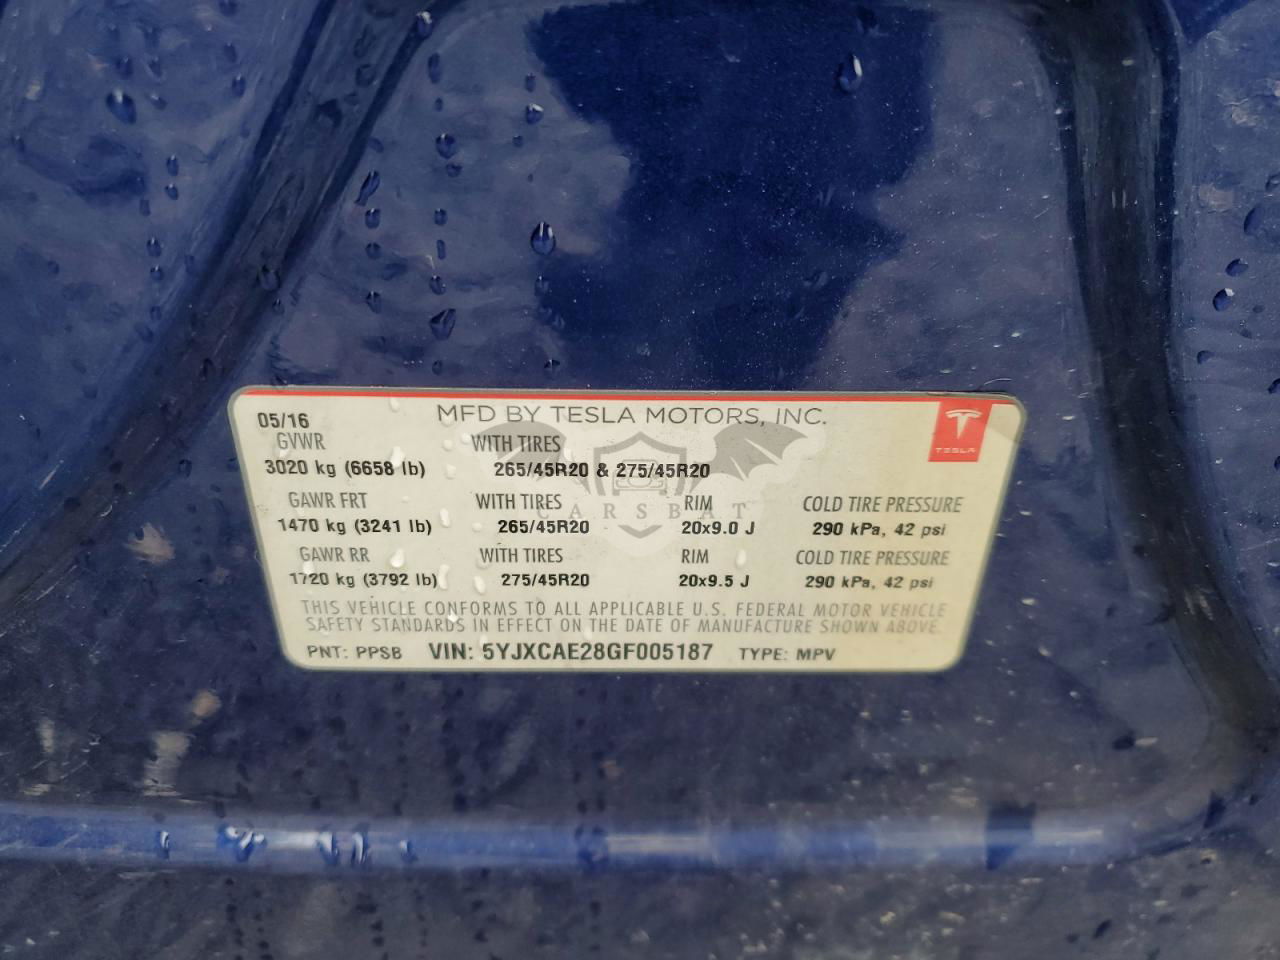 05/16 MFD BY TESLA MOTORS, INC.
GVWR WITH TIRES
TESLA
3020 kg (6658 lb) 265/45R20 & 275/45R20
GAWR FRT WITH TIRES RIM COLD TIRE PRESSURE
CARSBAT
1470 kg (3241 lb) 265/45R20 20x9.0 J 290 kPa, 42 psi
GAWR RR WITH TIRES RIM COLD TIRE PRESSURE
1720 kg (3792 lb) 275/45R20 20x9.5 J 290 kPa, 42 psi
THIS VEHICLE CONFORMS TO ALL APPLICABLE U.S. FEDERAL MOTOR VEHICLE
SAFETY STANDARDS IN EFFECT ON THE DATE OF MANUFACTURE SHOWN ABOVE.
PNT: PPSB VIN: 5YJXCAE28GF005187 TYPE: MPV